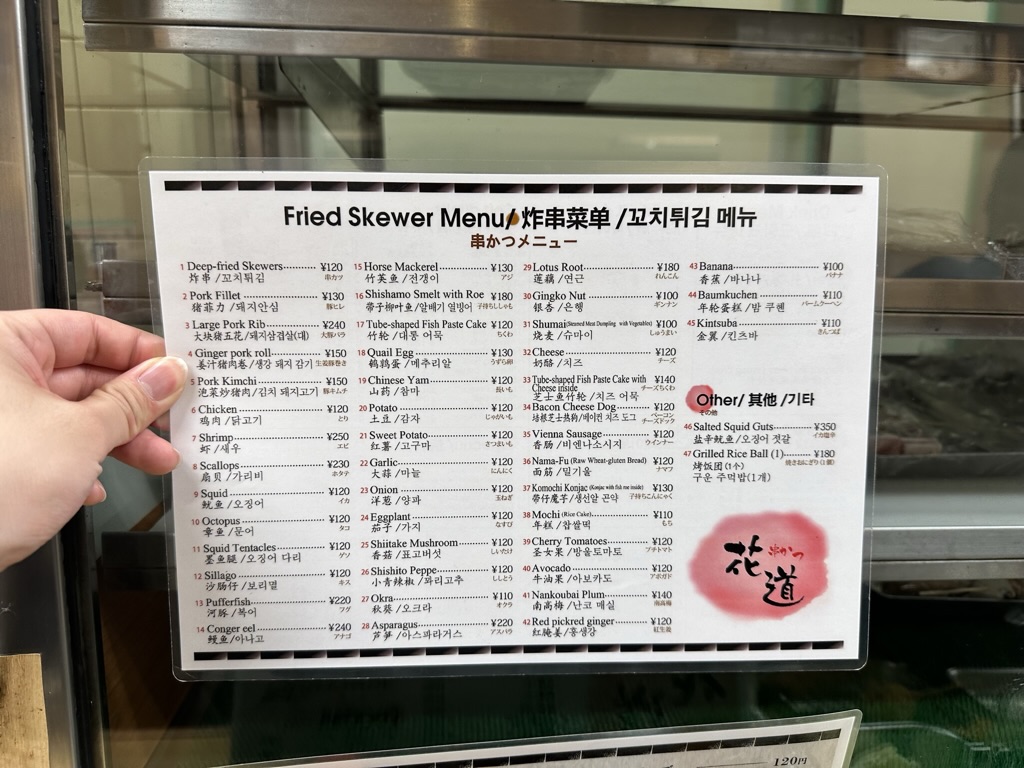 Fried Skewer Menu/ 炸串菜单 /꼬치튀김 메뉴
串かつメニュー
1 Deep-fried Skewers ¥120
炸串 /꼬치튀김 串カツ
2 Pork Fillet ¥130
猪菲力 /돼지안심 豚ヒレ
3 Large Pork Rib ¥240
大块猪五花/돼지삼겹살(대) 大豚バラ
4 Ginger pork roll ¥150
姜汁猪肉卷/생강 돼지 감기 生姜豚巻き
5 Pork Kimchi ¥150
泡菜炒猪肉/김치 돼지고기 豚キムチ
6 Chicken ¥120
鸡肉 /닭고기 とり
7 Shrimp ¥250
虾 /새우 エビ
8 Scallops ¥230
扇贝 /가리비 ホタテ
9 Squid ¥120
鱿鱼 /오징어 イカ
10 Octopus ¥120
章鱼 /문어 タコ
11 Squid Tentacles ¥120
墨鱼腿 /오징어 다리 ゲソ
12 Sillago ¥120
沙肠仔 /보리멸 キス
13 Pufferfish ¥220
河豚 /복어 フグ
14 Conger eel ¥240
鳗鱼 /아나고 アナゴ
15 Horse Mackerel ¥130
竹荚鱼 /전갱이 アジ
16 Shishamo Smelt with Roe ¥180
带子柳叶鱼/알배기 열빙어 子持ちししゃも
17 Tube-shaped Fish Paste Cake ¥120
竹轮 /대통 어묵 ちくわ
18 Quail Egg ¥130
鹌鹑蛋 /메추리알 うずら卵
19 Chinese Yam ¥120
山药 /참마 長いも
20 Potato ¥120
土豆 /감자 じゃがいも
21 Sweet Potato ¥120
红薯 /고구마 さつまいも
22 Garlic ¥120
大蒜 /마늘 にんにく
23 Onion ¥120
洋葱 /양파 玉ねぎ
24 Eggplant ¥120
茄子 /가지 なすび
25 Shiitake Mushroom ¥120
香菇 /표고버섯 しいたけ
26 Shishito Peppe ¥120
小青辣椒 /꽈리고추 ししとう
27 Okra ¥110
秋葵 /오크라 オクラ
28 Asparagus ¥220
芦笋 /아스파라거스 アスパラ
29 Lotus Root ¥180
莲藕 /연근 れんこん
30 Gingko Nut ¥100
银杏 /은행 ギンナン
31 Shumai(Steamed Meat Dumpling with Vegetables) ¥100
烧麦 /슈마이 しゅうまい
32 Cheese ¥120
奶酪 /치즈 チーズ
33 Tube-shaped Fish Paste Cake with ¥140
Cheese inside チーズちくわ
芝士鱼竹轮 /치즈 어묵
34 Bacon Cheese Dog ¥120
培根芝士热狗/베이컨 치즈 도그 ベーコンチーズドック
35 Vienna Sausage ¥120
香肠 /비엔나소시지 ウインナー
36 Nama-Fu (Raw Wheat-gluten Bread) ¥120
面筋 /밀기울 ナマフ
37 Komochi Konjac (Konjac with fish roe inside) ¥130
带仔魔芋 /생선알 곤약 子持ちこんにゃく
38 Mochi (Rice Cake) ¥110
年糕 /찹쌀떡 もち
39 Cherry Tomatoes ¥120
圣女果 /방울토마토 プチトマト
40 Avocado ¥120
牛油果 /아보카도 アボガド
41 Nankoubai Plum ¥140
南高梅 /난코 매실 南高梅
42 Red pickred ginger ¥120
红腌姜 /홍생강 紅生姜
43 Banana ¥100
香蕉 /바나나 バナナ
44 Baumkuchen ¥110
年轮蛋糕 /밤 쿠헨 バームクーヘン
45 Kintsuba ¥110
金翼 /킨츠바 きんつば
Other/ 其他 /기타
その他
46 Salted Squid Guts ¥350
盐辛鱿鱼 /오징어 젓갈 イカ塩辛
47 Grilled Rice Ball (1) ¥180
烤饭团 (1个) 焼きおにぎり (1個)
구운 주먹밥(1개)
串かつ
花道
120円